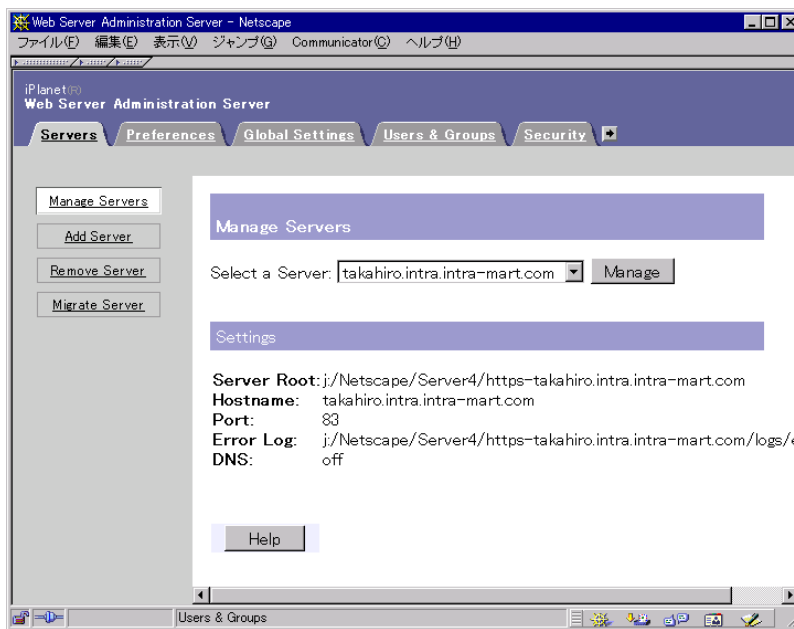 Web Server Administration Server - Netscape
ファイル(F) 編集(E) 表示(V) ジャンプ(G) Communicator(C) ヘルプ(H)
iPlanet(R)
Web Server Administration Server
Servers Preferences Global Settings Users & Groups Security
Manage Servers
Add Server
Remove Server
Migrate Server
Manage Servers
Select a Server: takahiro.intra.intra-mart.com Manage
Settings
Server Root: j:/Netscape/Server4/https-takahiro.intra.intra-mart.com
Hostname: takahiro.intra.intra-mart.com
Port: 83
Error Log: j:/Netscape/Server4/https-takahiro.intra.intra-mart.com/logs/e
DNS: off
Help
Users & Groups